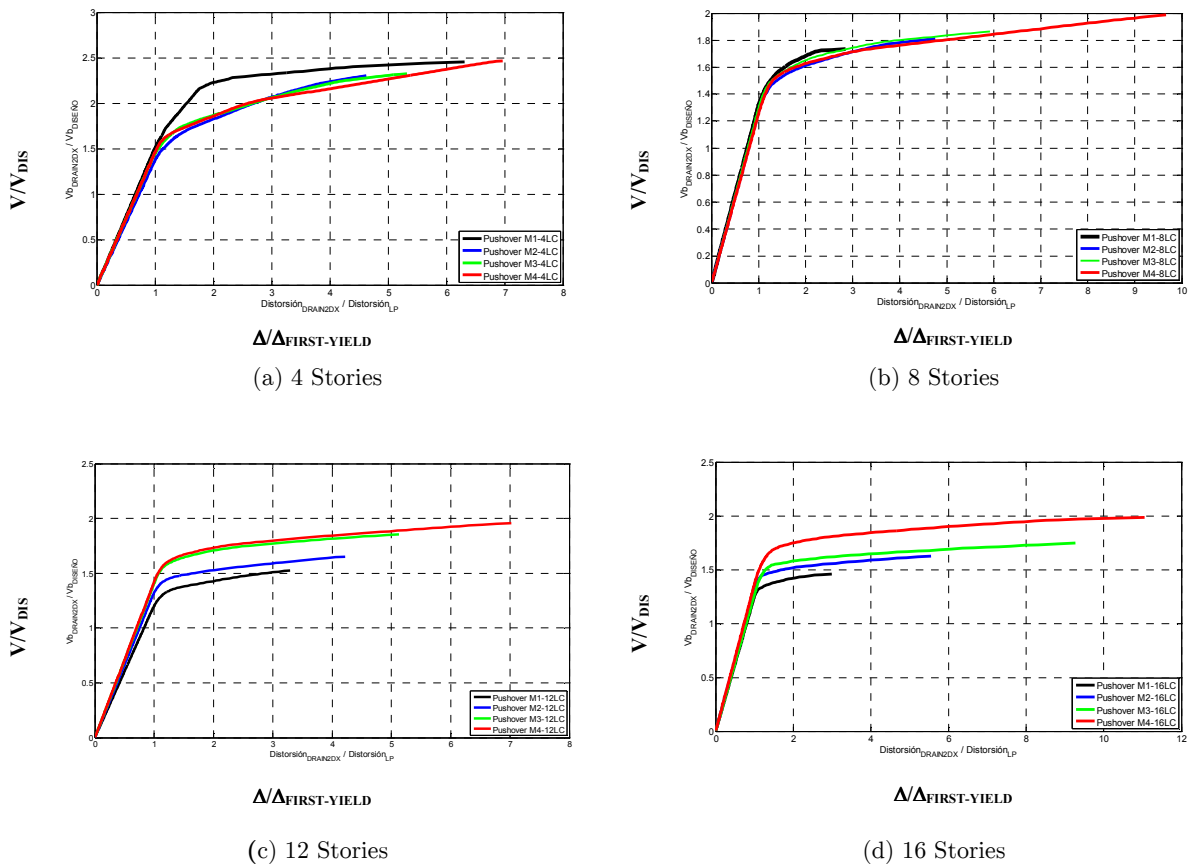 2.5
2
1.5
1
0.5
0
0 1 2 3 4 5 6 7 8
V/V_DIS
Vb_DRAIN2DX / Vb_DISEÑO
Pushover M1-4LC
Pushover M2-4LC
Pushover M3-4LC
Pushover M4-4LC
Distorsión_DRAIN2DX / Distorsión_LP
Δ/Δ_FIRST-YIELD
(a) 4 Stories
2
1.8
1.6
1.4
1.2
1
0.8
0.6
0.4
0.2
0
0 1 2 3 4 5 6 7 8 9 10
V/V_DIS
Vb_DRAIN2DX / Vb_DISEÑO
Pushover M1-8LC
Pushover M2-8LC
Pushover M3-8LC
Pushover M4-8LC
Distorsión_DRAIN2DX / Distorsión_LP
Δ/Δ_FIRST-YIELD
(b) 8 Stories
2.5
2
1.5
1
0.5
0
0 1 2 3 4 5 6 7 8
V/V_DIS
Vb_DRAIN2DX / Vb_DISEÑO
Pushover M1-12LC
Pushover M2-12LC
Pushover M3-12LC
Pushover M4-12LC
Distorsión_DRAIN2DX / Distorsión_LP
Δ/Δ_FIRST-YIELD
(c) 12 Stories
2.5
2
1.5
1
0.5
0
0 2 4 6 8 10 12
V/V_DIS
Vb_DRAIN2DX / Vb_DISEÑO
Pushover M1-16LC
Pushover M2-16LC
Pushover M3-16LC
Pushover M4-16LC
Distorsión_DRAIN2DX / Distorsión_LP
Δ/Δ_FIRST-YIELD
(d) 16 Stories